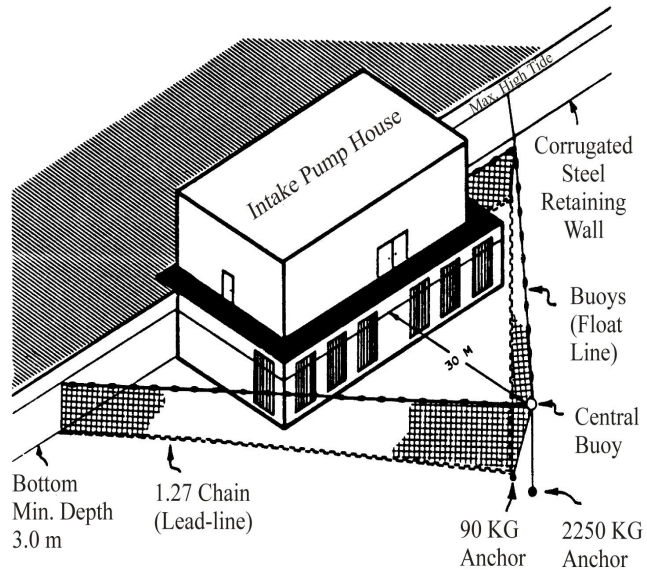 Max. High Tide
Intake Pump House
Corrugated
Steel
Retaining
Wall
Buoys
(Float
Line)
30 M
Central
Buoy
Bottom
Min. Depth
3.0 m
1.27 Chain
(Lead-line)
90 KG
Anchor
2250 KG
Anchor